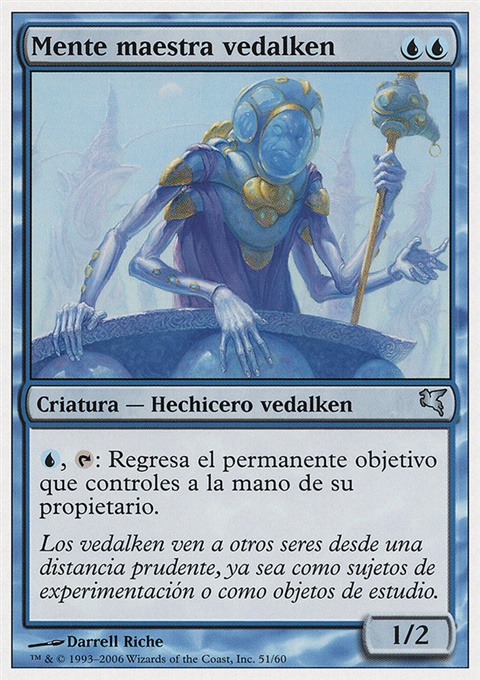 Mente maestra vedalken
Criatura — Hechicero vedalken
: Regresa el permanente objetivo
que controles a la mano de su
propietario.
Los vedalken ven a otros seres desde una
distancia prudente, ya sea como sujetos de
experimentación o como objetos de estudio.
1/2
Darrell Riche
™ & © 1993–2006 Wizards of the Coast, Inc. 51/60